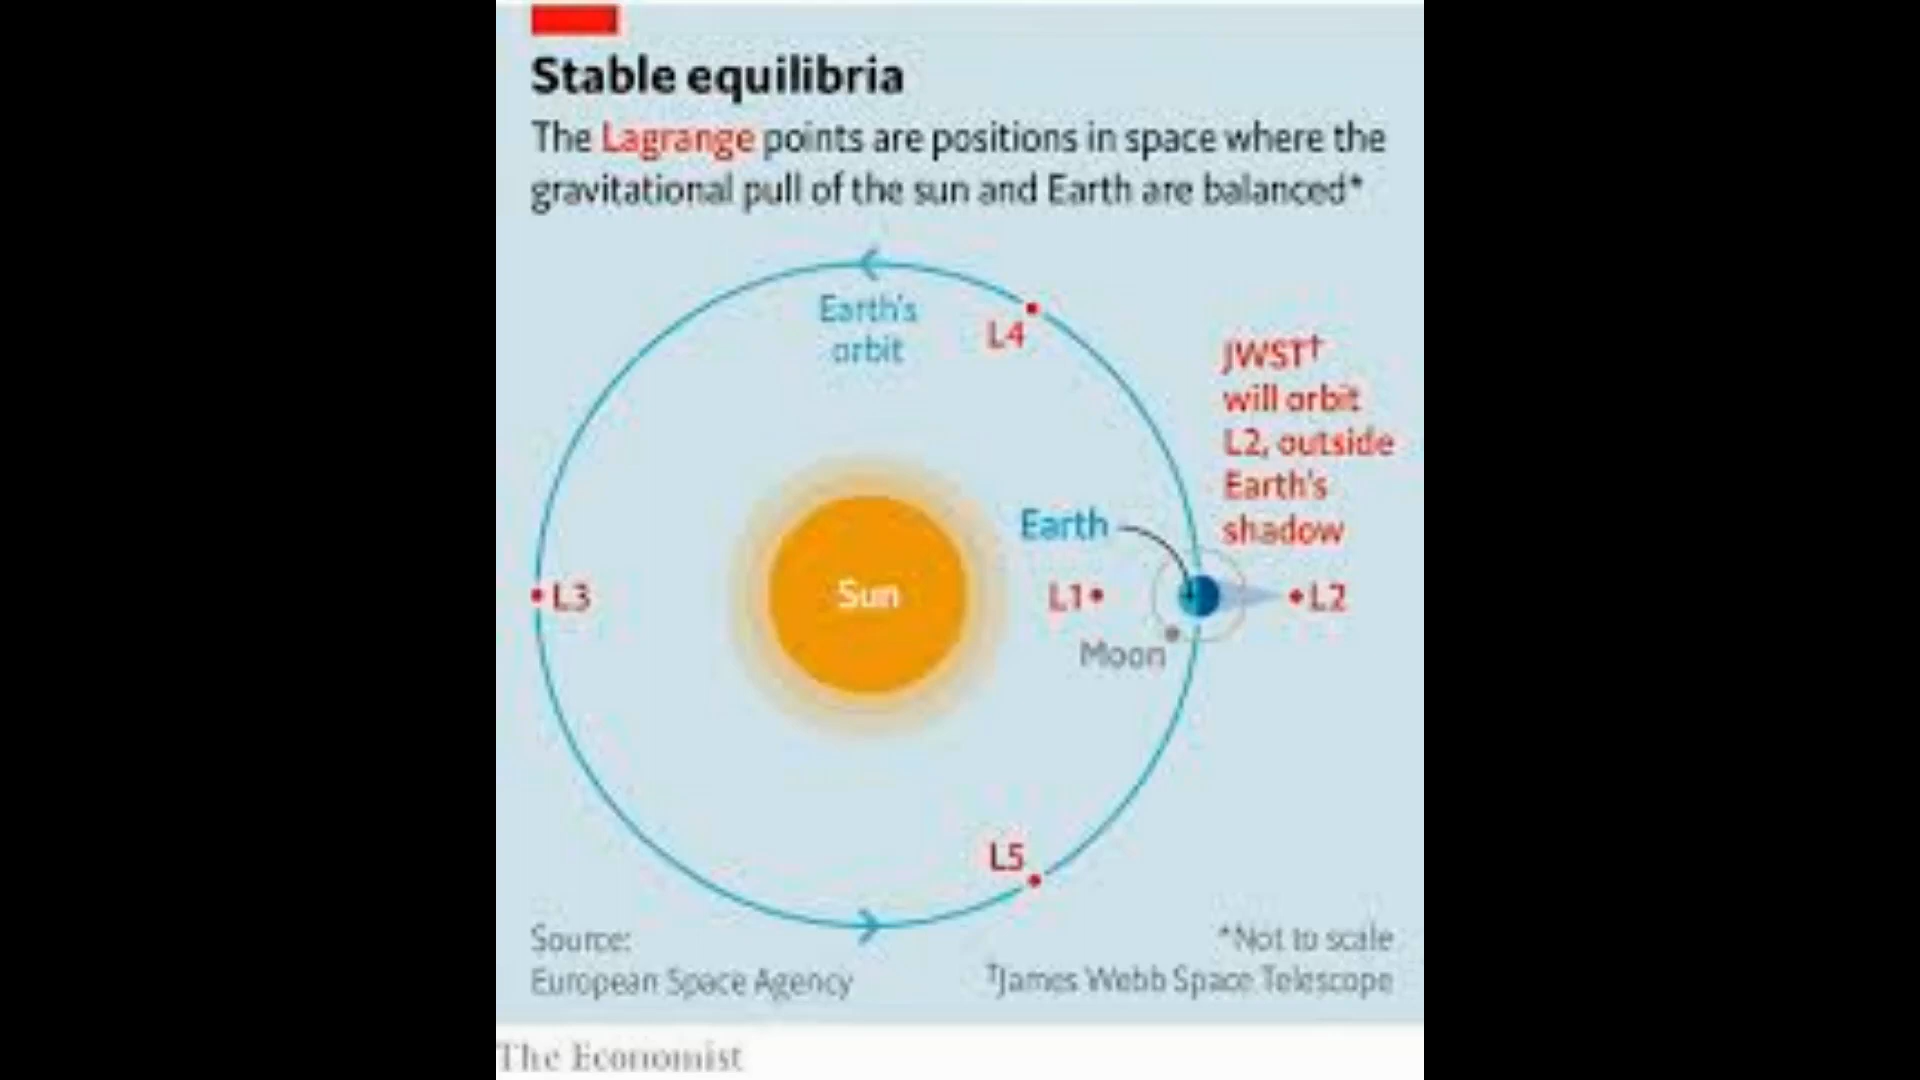 Stable equilibria
The Lagrange points are positions in space where the
gravitational pull of the sun and Earth are balanced*
Earth's
orbit
L4
JWST†
will orbit
L2, outside
Earth's
shadow
Earth
L3
Sun
L1
L2
Moon
L5
Source:
European Space Agency
*Not to scale
†James Webb Space Telescope
The Economist